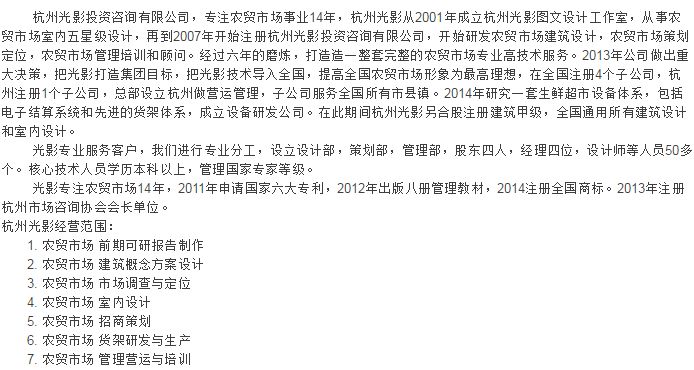 杭州光影投资咨询有限公司，专注农贸市场事业14年，杭州光影从2001年成立杭州光影图文设计工作室，从事农
贸市场室内五星级设计，再到2007年开始注册杭州光影投资咨询有限公司，开始研发农贸市场建筑设计，农贸市场策划
定位，农贸市场管理培训和顾问。经过六年的磨炼，打造造一整套完整的农贸市场专业高技术服务。2013年公司做出重
大决策，把光影打造集团目标，把光影技术导入全国，提高全国农贸市场形象为最高理想，在全国注册4个子公司，杭
州注册1个子公司，总部设立杭州做营运管理，子公司服务全国所有市县镇。2014年研究一套生鲜超市设备体系，包括
电子结算系统和先进的货架体系，成立设备研发公司。在此期间杭州光影另合股注册建筑甲级，全国通用所有建筑设计
和室内设计。
光影专业服务客户，我们进行专业分工，设立设计部，策划部，管理部，股东四人，经理四位，设计师等人员50多
个。核心技术人员学历本科以上，管理国家专家等级。
光影专注农贸市场14年，2011年申请国家六大专利，2012年出版八册管理教材，2014注册全国商标。2013年注册
杭州市场咨询协会会长单位。
杭州光影经营范围：
1. 农贸市场 前期可研报告制作
2. 农贸市场 建筑概念方案设计
3. 农贸市场 市场调查与定位
4. 农贸市场 室内设计
5. 农贸市场 招商策划
6. 农贸市场 货架研发与生产
7. 农贸市场 管理营运与培训